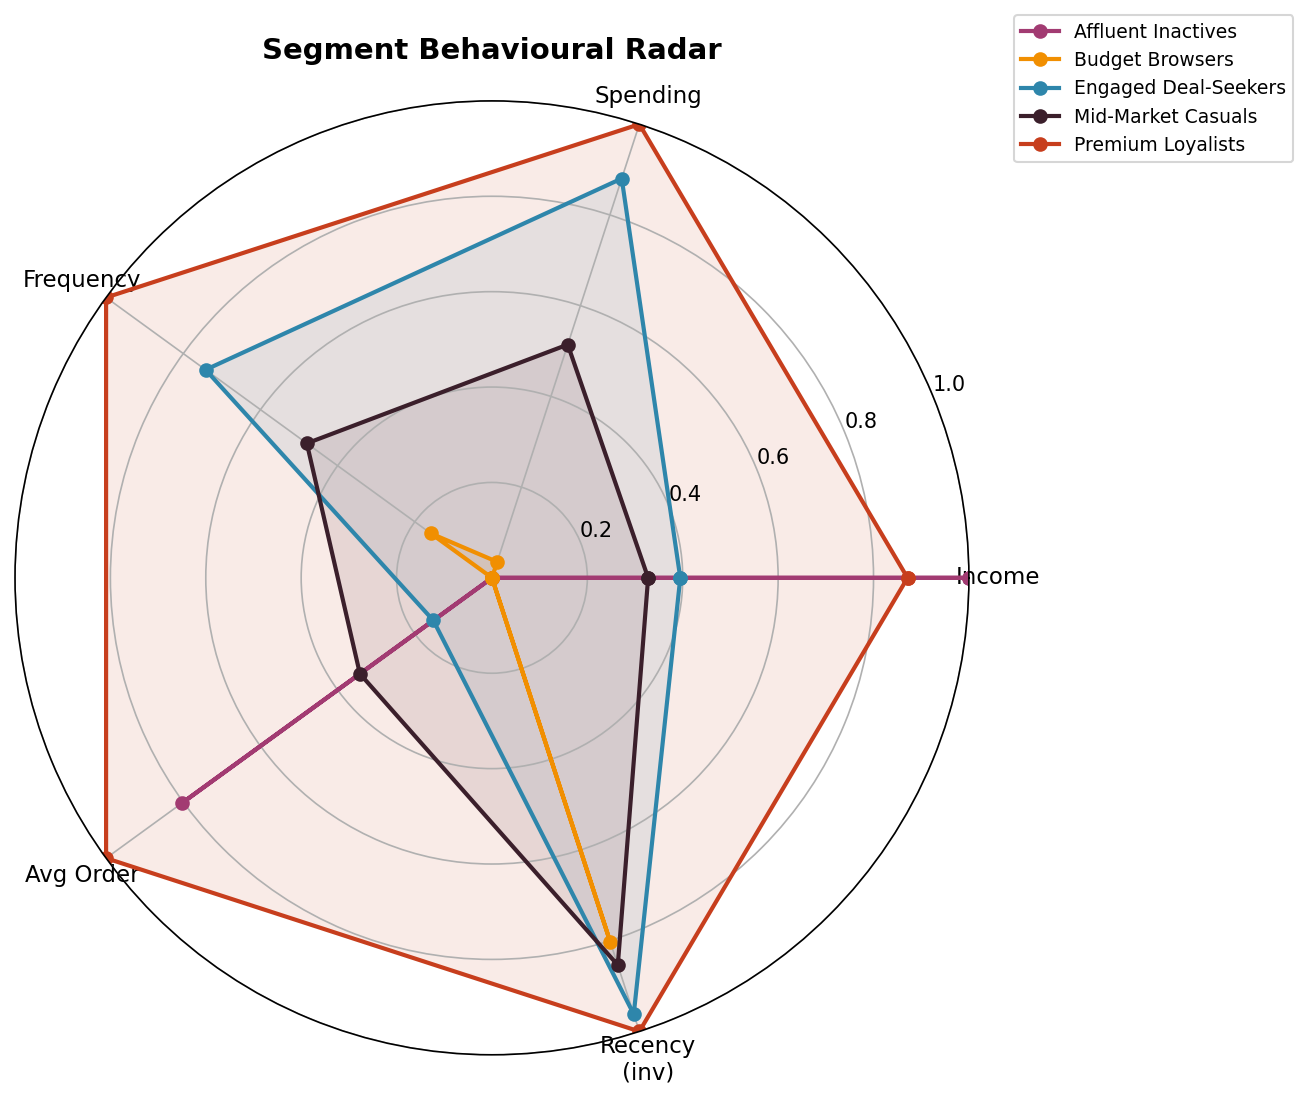 Segment Behavioural Radar
Affluent Inactives
Budget Browsers
Engaged Deal-Seekers
Mid-Market Casuals
Premium Loyalists
Spending
Frequency
1.0
0.8
0.6
0.4
0.2
Income
Avg Order
Recency
(inv)